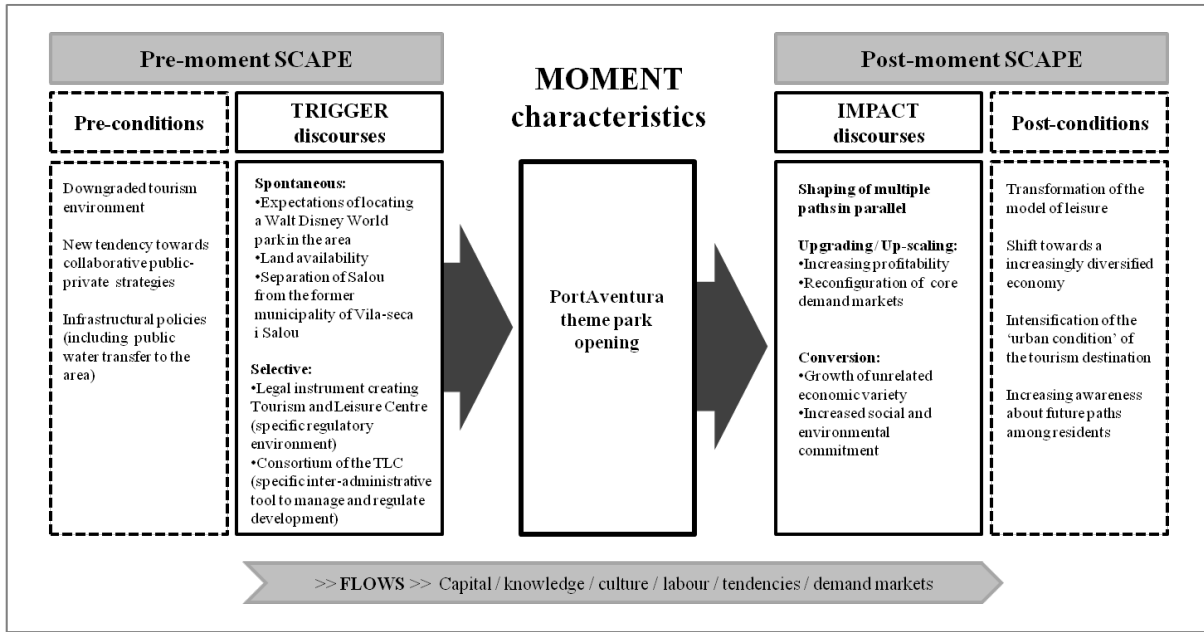 Pre-moment SCAPE
Pre-conditions
Downgraded tourism
environment
New tendency towards
collaborative public-
private strategies
Infrastructural policies
(including public
water transfer to the
area)
TRIGGER
discourses
Spontaneous:
•Expectations of locating
a Walt Disney World
park in the area
•Land availability
•Separation of Salou
from the former
municipality of Vila-seca
i Salou
Selective:
•Legal instrument creating
Tourism and Leisure Centre
(specific regulatory
environment)
•Consortium of the TLC
(specific inter-administrative
tool to manage and regulate
development)
MOMENT
characteristics
PortAventura
theme park
opening
Post-moment SCAPE
IMPACT
discourses
Shaping of multiple
paths in parallel
Upgrading / Up-scaling:
•Increasing profitability
•Reconfiguration of core
demand markets
Conversion:
•Growth of unrelated
economic variety
•Increased social and
environmental
commitment
Post-conditions
Transformation of the
model of leisure
Shift towards a
increasingly diversified
economy
Intensification of the
‘urban condition’ of
the tourism destination
Increasing awareness
about future paths
among residents
>> FLOWS >> Capital / knowledge / culture / labour / tendencies / demand markets